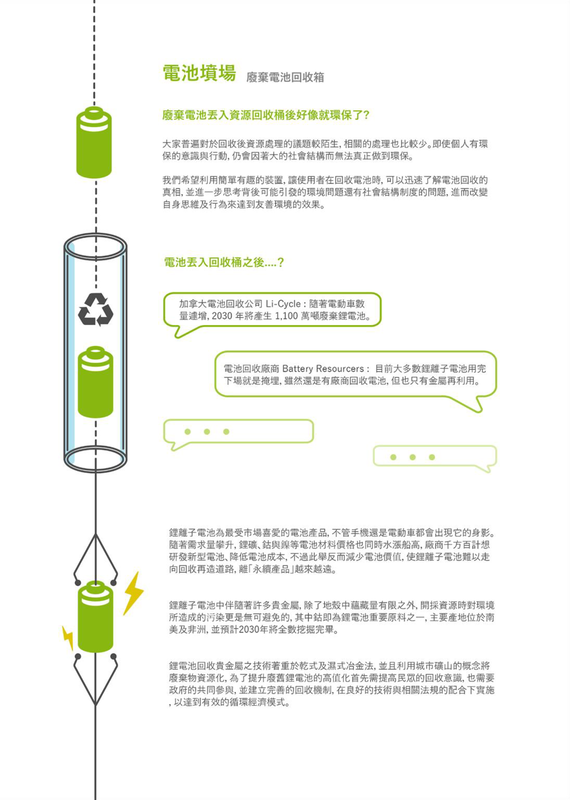 電池墳場 廢棄電池回收箱
廢棄電池丟入資源回收桶後好像就環保了?
大家普遍對於回收後資源處理的議題較陌生, 相關的處理也比較少。即使個人有環
保的意識與行動, 仍會因著大的社會結構而無法真正做到環保。
我們希望利用簡單有趣的裝置, 讓使用者在回收電池時, 可以迅速了解電池回收的
真相, 並進一步思考背後可能引發的環境問題還有社會結構制度的問題, 進而改變
自身思維及行為來達到友善環境的效果。
電池丟入回收桶之後....?
加拿大電池回收公司 Li-Cycle : 隨著電動車數
量遽增, 2030 年將產生 1,100 萬噸廢棄鋰電池。
電池回收廠商 Battery Resourcers : 目前大多數鋰離子電池用完
下場就是掩埋, 雖然還是有廠商回收電池, 但也只有金屬再利用。
鋰離子電池為最受市場喜愛的電池產品, 不管手機還是電動車都會出現它的身影。
隨著需求量攀升, 鋰礦、鈷與鎳等電池材料價格也同時水漲船高, 廠商千方百計想
研發新型電池、降低電池成本, 不過此舉反而減少電池價值, 使鋰離子電池難以走
向回收再造道路, 離「永續產品」越來越遠。
鋰離子電池中伴隨著許多貴金屬, 除了地殼中蘊藏量有限之外, 開採資源時對環境
所造成的污染更是無可避免的, 其中鈷即為鋰電池重要原料之一, 主要產地位於南
美及非洲, 並預計2030年將全數挖掘完畢。
鋰電池回收貴金屬之技術著重於乾式及濕式冶金法, 並且利用城市礦山的概念將
廢棄物資源化, 為了提升廢舊鋰電池的高值化首先需提高民眾的回收意識, 也需要
政府的共同參與, 並建立完善的回收機制, 在良好的技術與相關法規的配合下實施
, 以達到有效的循環經濟模式。